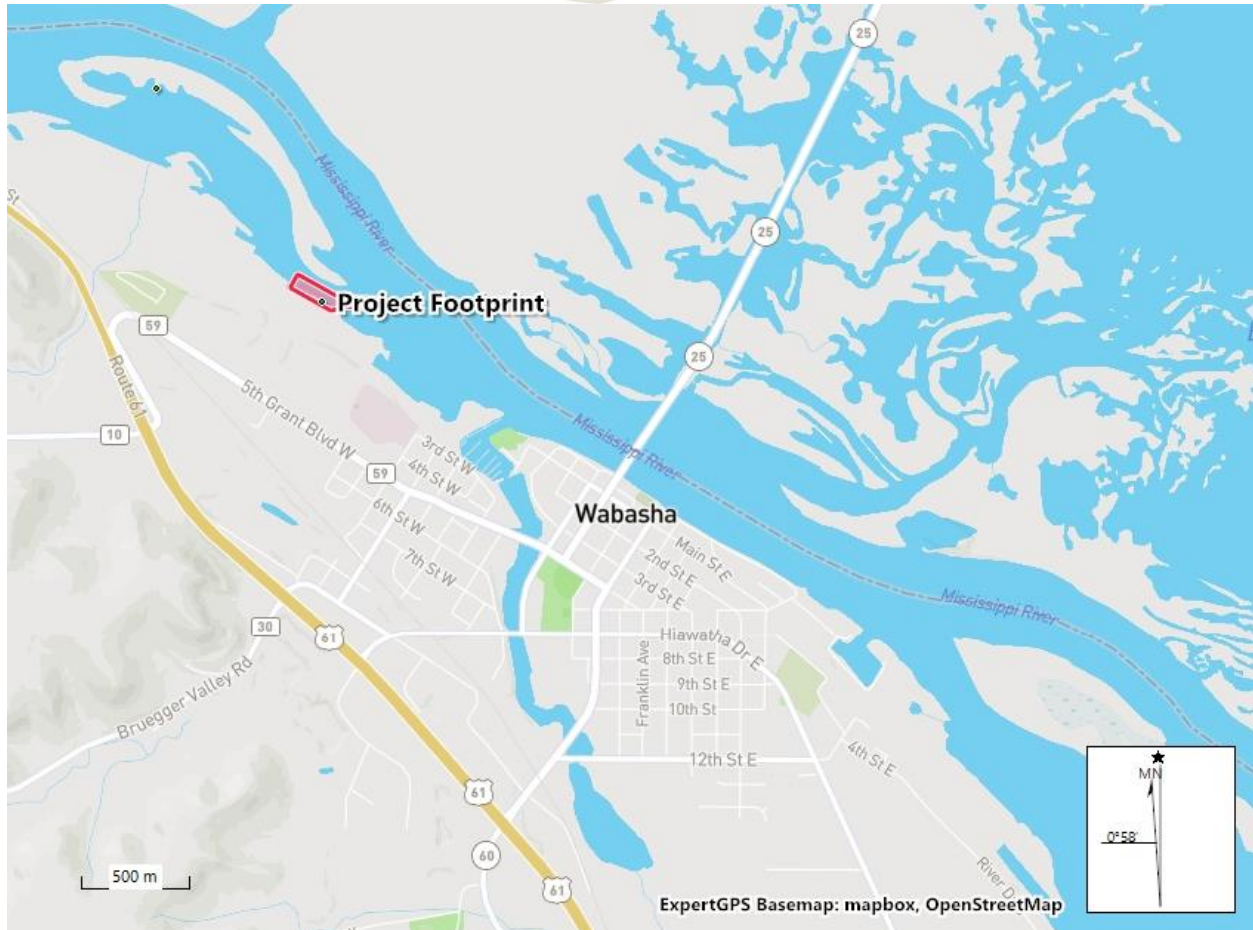 25
Mississippi River
25
St
Project Footprint
59
25
Route 61
10
5th Grant Blvd W
3rd St W
4th St W
59
Mississippi River
6th St W
Wabasha
7th St W
Main St E
2nd St E
3rd St E
Mississippi River
30
61
Hiawatha Dr E
8th St E
Franklin Ave
9th St E
10th St
Bruegger Valley Rd
12th St E
4th St E
61
MN
0°58'
60
500 m
61
River D
ExpertGPS Basemap: mapbox, OpenStreetMap